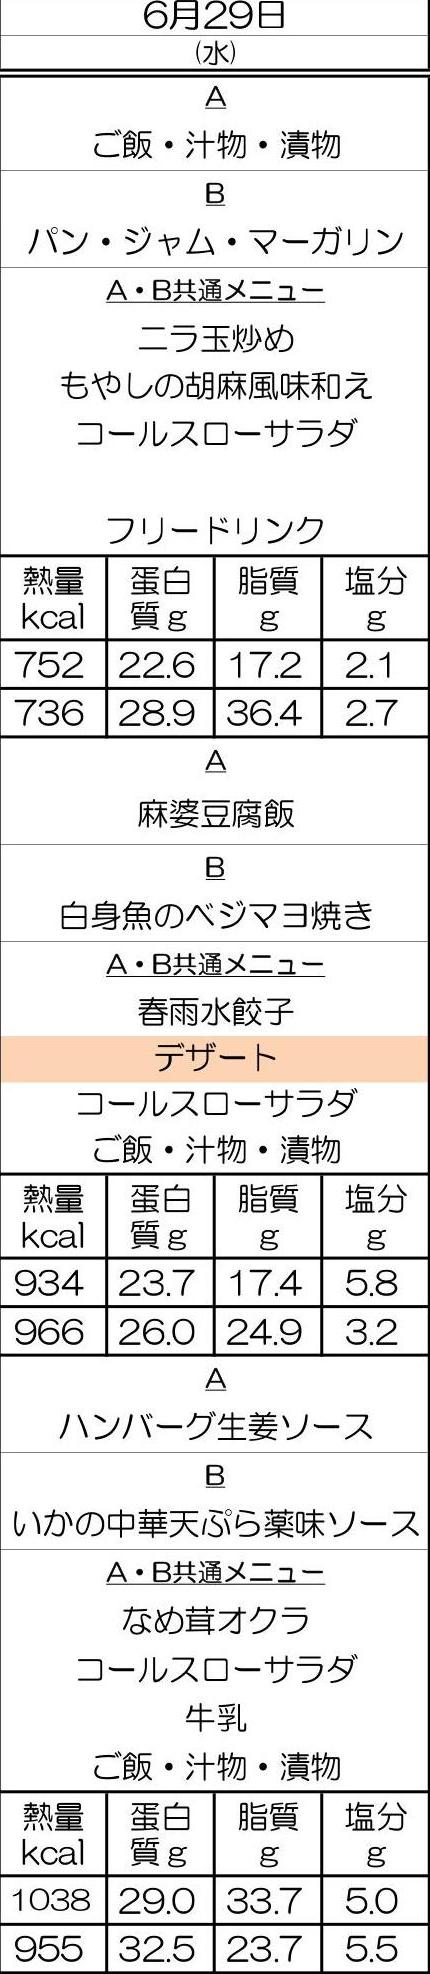 6月29日
(水)
A
ご飯・汁物・漬物
B
パン・ジャム・マーガリン
A・B共通メニュー
ニラ玉炒め
もやしの胡麻風味和え
コールスローサラダ
フリードリンク
熱量 蛋白 脂質 塩分
kcal 質g g g
752 22.6 17.2 2.1
736 28.9 36.4 2.7
A
麻婆豆腐飯
B
白身魚のベジマヨ焼き
A・B共通メニュー
春雨水餃子
デザート
コールスローサラダ
ご飯・汁物・漬物
熱量 蛋白 脂質 塩分
kcal 質g g g
934 23.7 17.4 5.8
966 26.0 24.9 3.2
A
ハンバーグ生姜ソース
B
いかの中華天ぷら薬味ソース
A・B共通メニュー
なめ茸オクラ
コールスローサラダ
牛乳
ご飯・汁物・漬物
熱量 蛋白 脂質 塩分
kcal 質g g g
1038 29.0 33.7 5.0
955 32.5 23.7 5.5